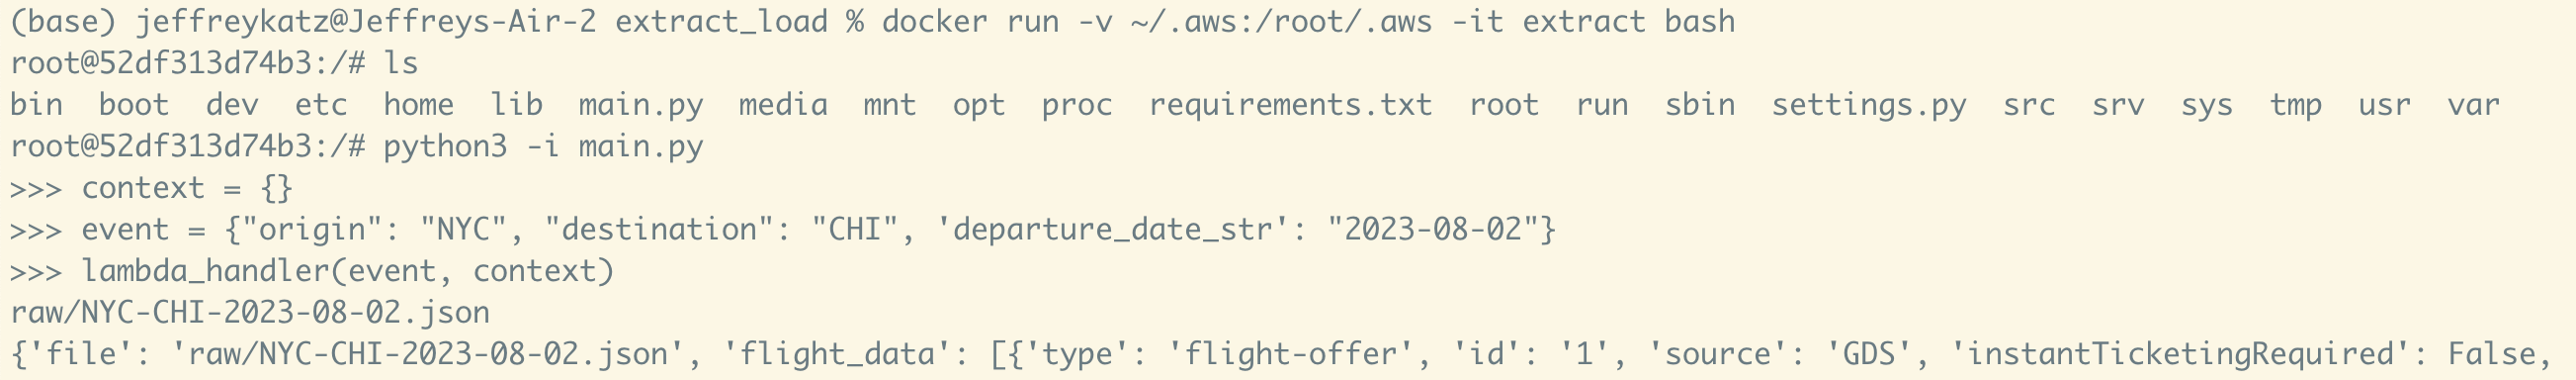 (base) jeffreykatz@Jeffreys-Air-2 extract_load % docker run -v ~/.aws:/root/.aws -it extract bash
root@52df313d74b3:/# ls
bin  boot  dev  etc  home  lib  main.py  media  mnt  opt  proc  requirements.txt  root  run  sbin  settings.py  src  srv  sys  tmp  usr  var
root@52df313d74b3:/# python3 -i main.py
>>> context = {}
>>> event = {"origin": "NYC", "destination": "CHI", 'departure_date_str': "2023-08-02"}
>>> lambda_handler(event, context)
raw/NYC-CHI-2023-08-02.json
{'file': 'raw/NYC-CHI-2023-08-02.json', 'flight_data': [{'type': 'flight-offer', 'id': '1', 'source': 'GDS', 'instantTicketingRequired': False,